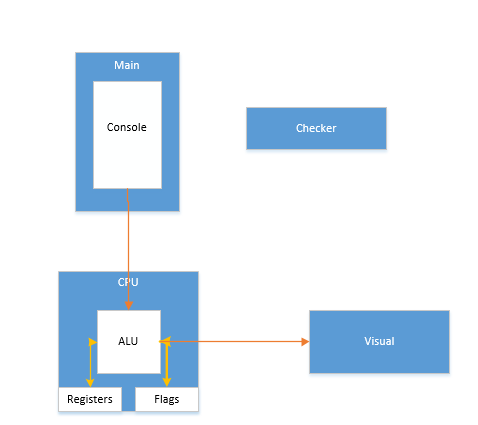 Main
Console
Checker
CPU
ALU
Visual
Registers
Flags